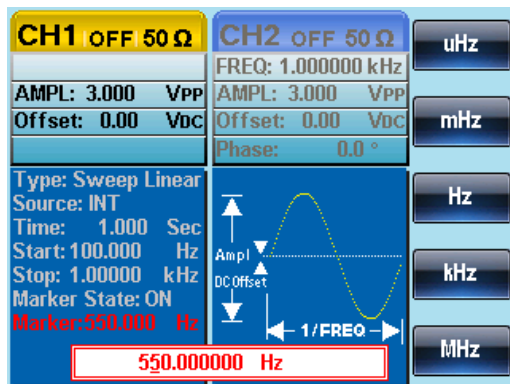 CH1 OFF 50 Ω
CH2 OFF 50 Ω
FREQ: 1.000000 kHz
AMPL: 3.000 VPP
AMPL: 3.000 VPP
Offset: 0.00 VDC
Offset: 0.00 VDC
Phase: 0.0 °
Type: Sweep Linear
Source: INT
Time: 1.000 Sec
Start: 100.000 Hz
Stop: 1.00000 kHz
Marker State: ON
Marker: 550.000 Hz
Ampl
DC Offset
1/FREQ
550.000000 Hz
uHz
mHz
Hz
kHz
MHz